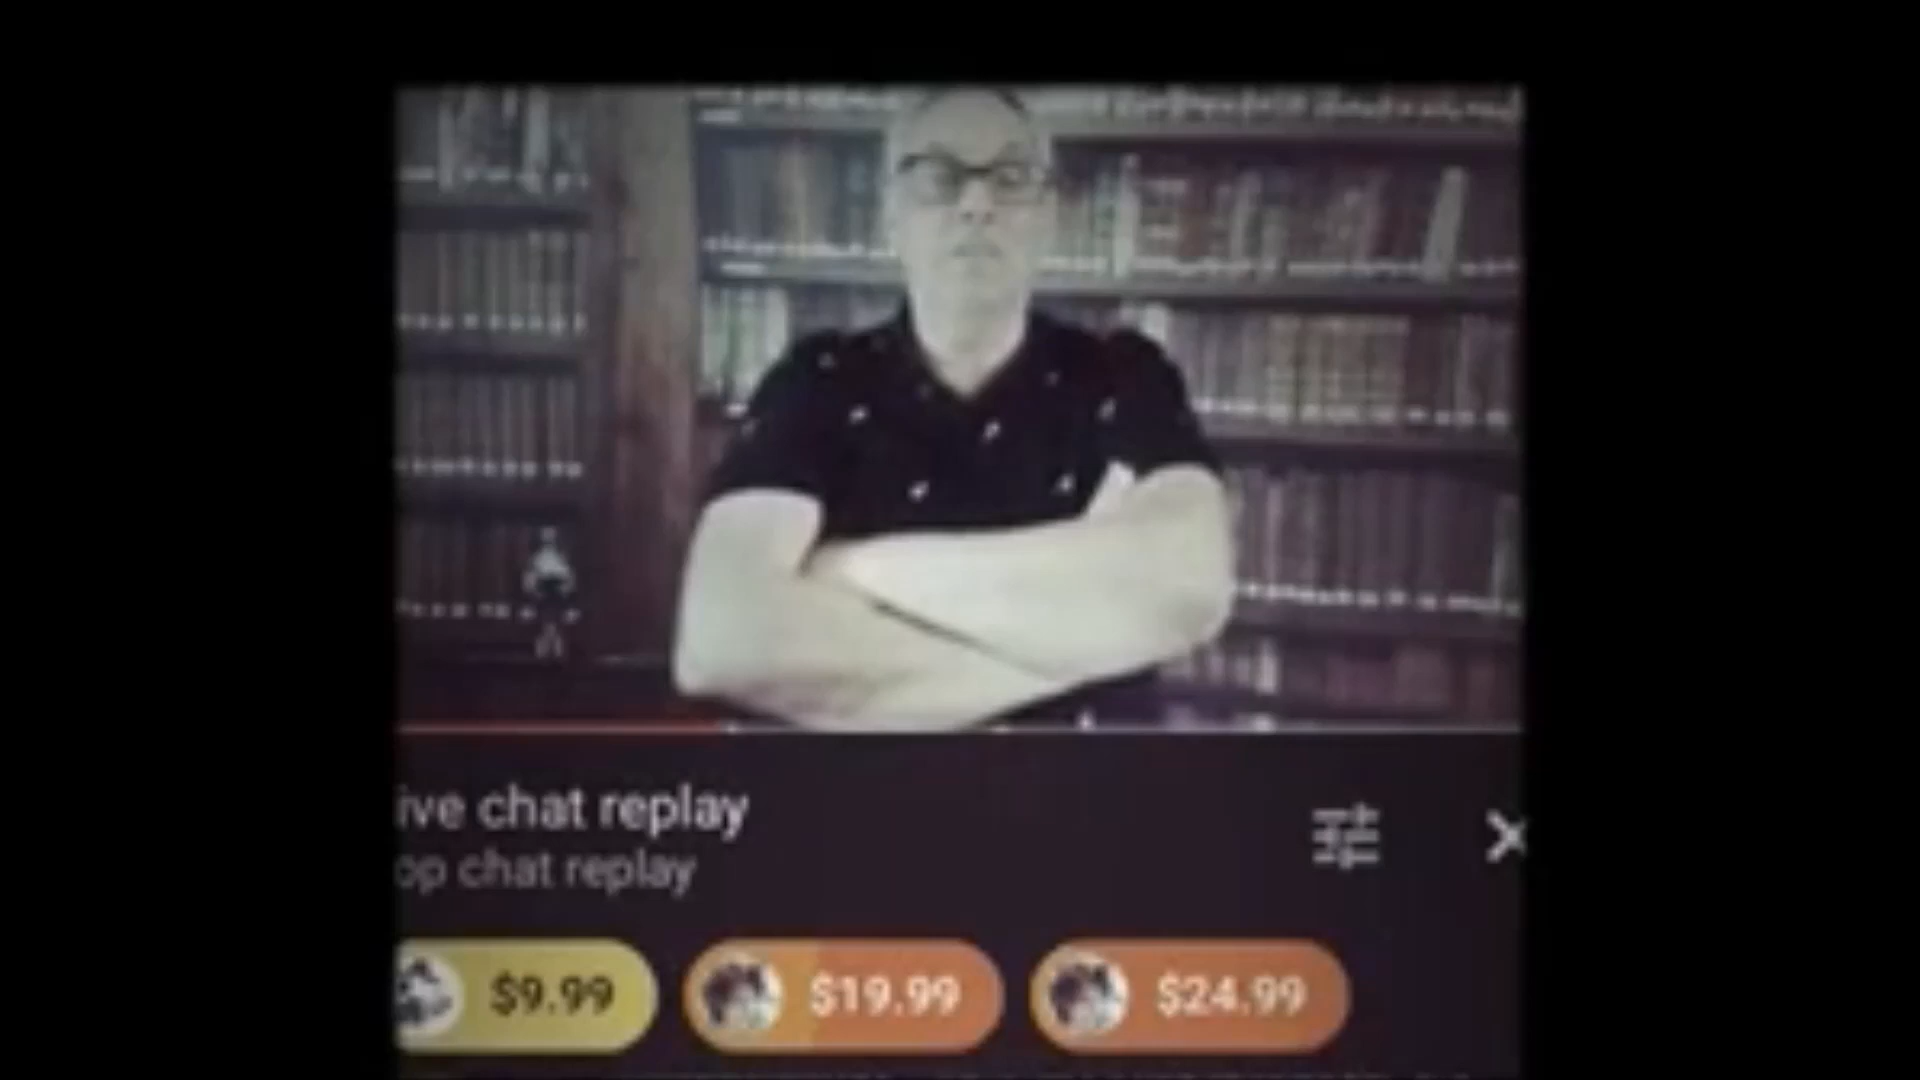 ive chat replay
op chat replay
$9.99 $19.99 $24.99